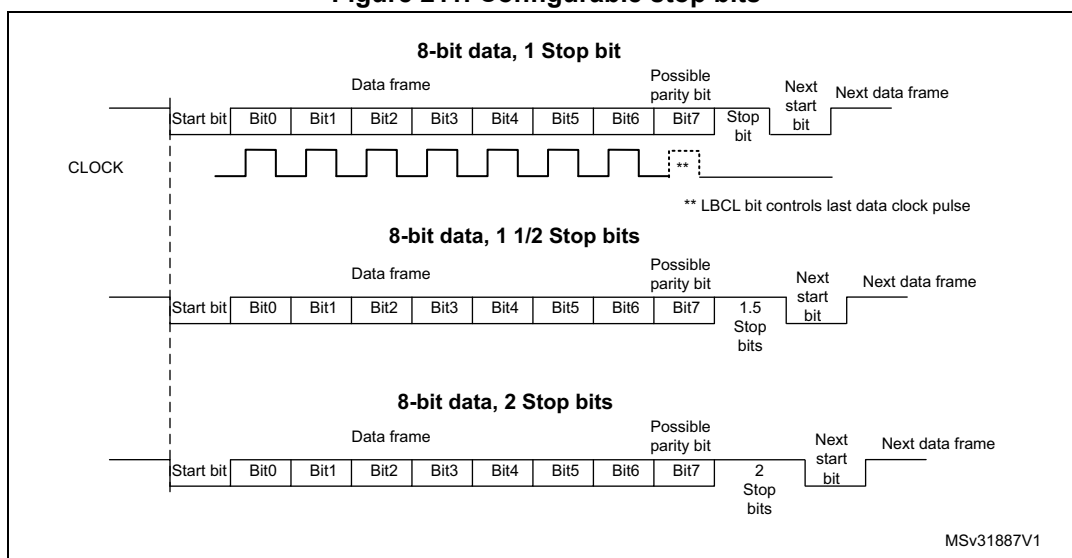 Figure Configurable stop bits
8-bit data, 1 Stop bit
Data frame
Possible
parity bit
Next
start
bit
Next data frame
Start bit Bit0 Bit1 Bit2 Bit3 Bit4 Bit5 Bit6 Bit7 Stop
bit
CLOCK
**
** LBCL bit controls last data clock pulse
8-bit data, 1 1/2 Stop bits
Data frame
Possible
parity bit
Next
start
bit
Next data frame
Start bit Bit0 Bit1 Bit2 Bit3 Bit4 Bit5 Bit6 Bit7 1.5
Stop
bits
8-bit data, 2 Stop bits
Data frame
Possible
parity bit
Next
start
bit
Next data frame
Start bit Bit0 Bit1 Bit2 Bit3 Bit4 Bit5 Bit6 Bit7 2
Stop
bits
MSv31887V1